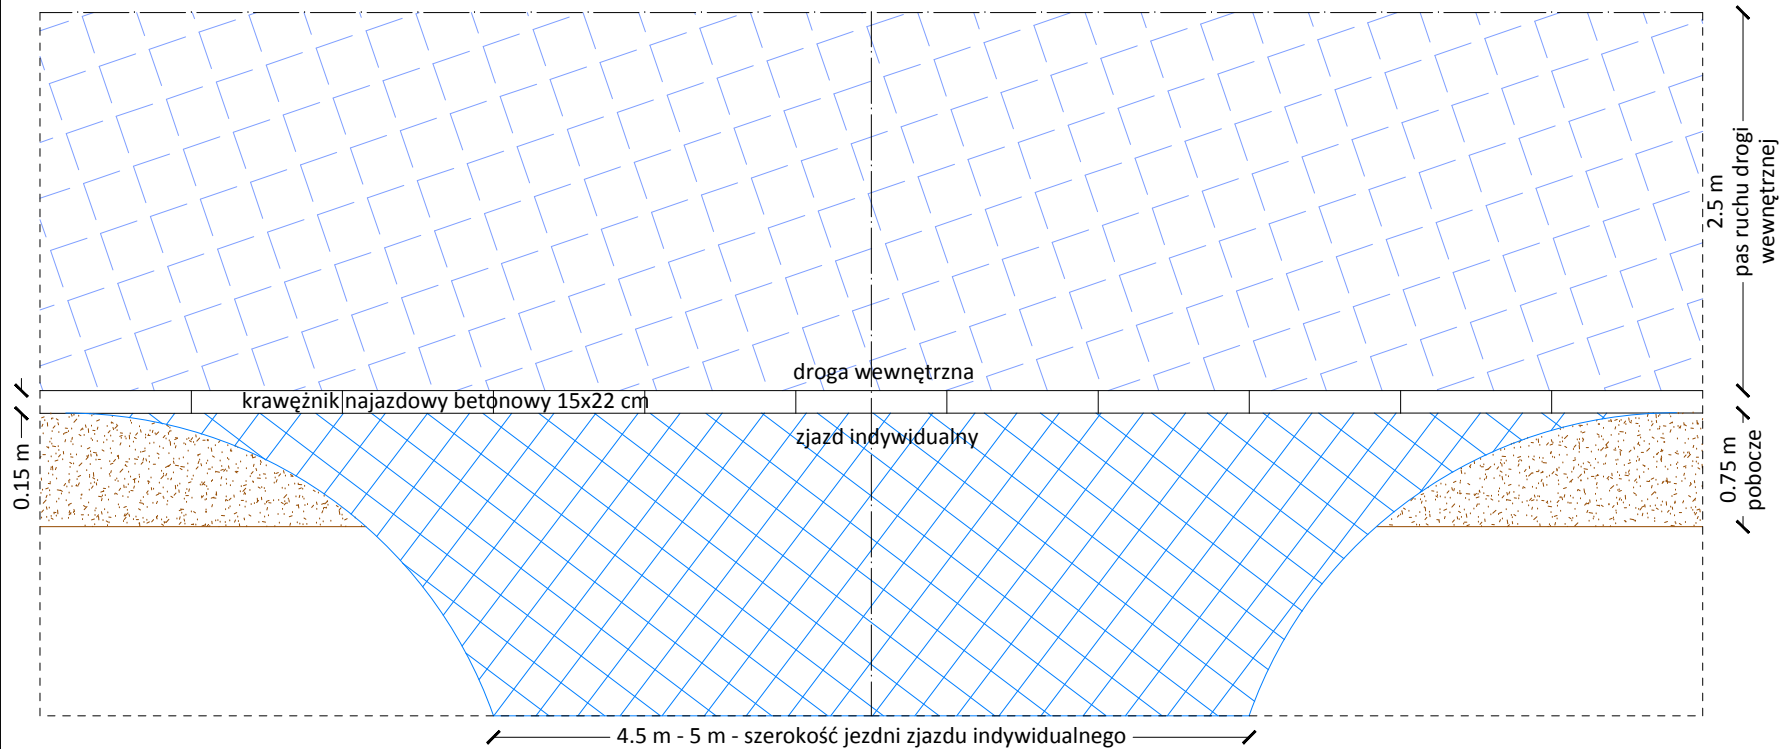 droga wewnętrzna
krawężnik najazdowy betonowy 15x22 cm
zjazd indywidualny
0.15 m
2.5 m
pas ruchu drogi
wewnętrznej
0.75 m
pobocze
4.5 m - 5 m - szerokość jezdni zjazdu indywidualnego